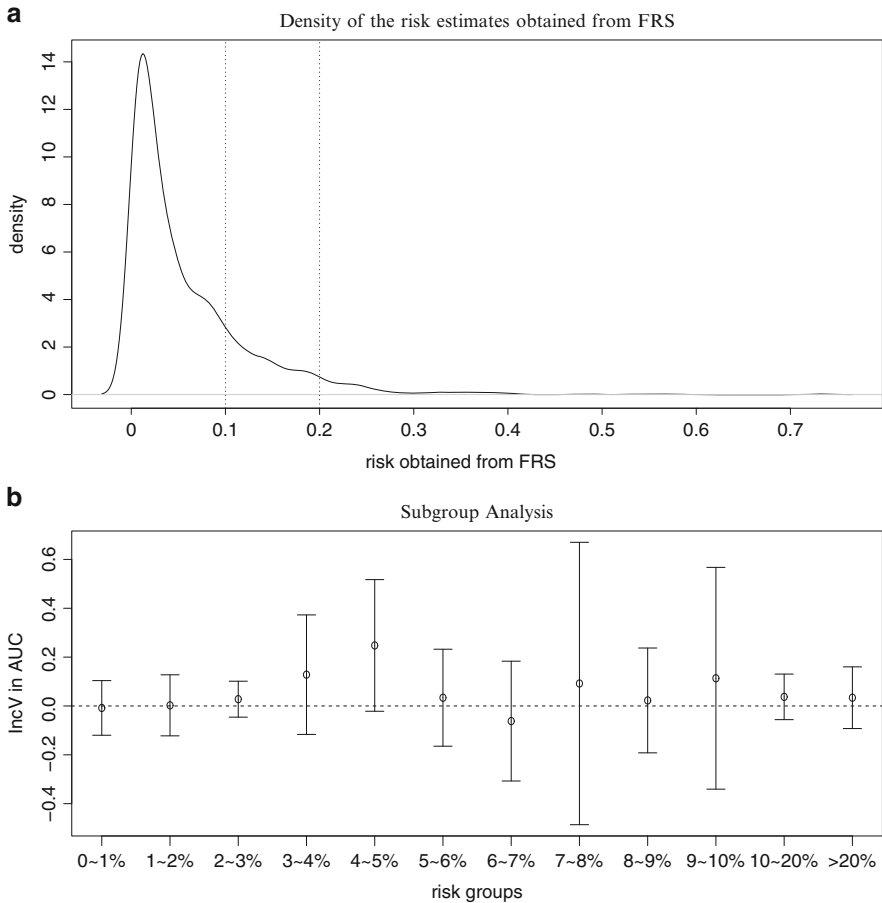 a
Density of the risk estimates obtained from FRS
density
14
12
10
8
6
4
2
0
0 0.1 0.2 0.3 0.4 0.5 0.6 0.7
risk obtained from FRS
b
Subgroup Analysis
IncV in AUC
0.6
0.4
0.2
0.0
−0.2
−0.4
0~1% 1~2% 2~3% 3~4% 4~5% 5~6% 6~7% 7~8% 8~9% 9~10% 10~20% >20%
risk groups